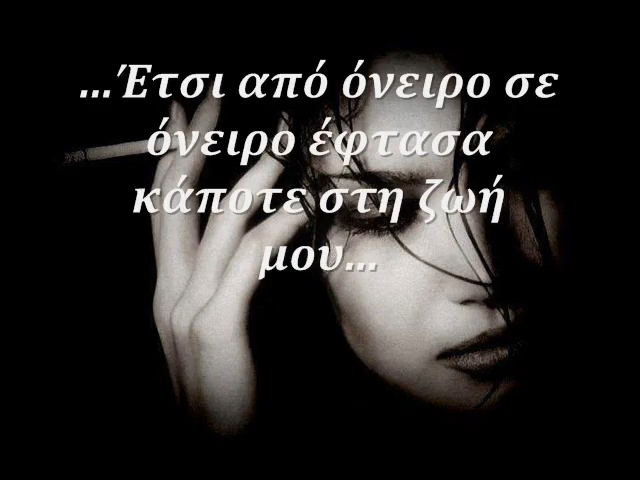 ...Έτσι από όνειρο σε
όνειρο έφτασα
κάποτε στη ζωή
μου...